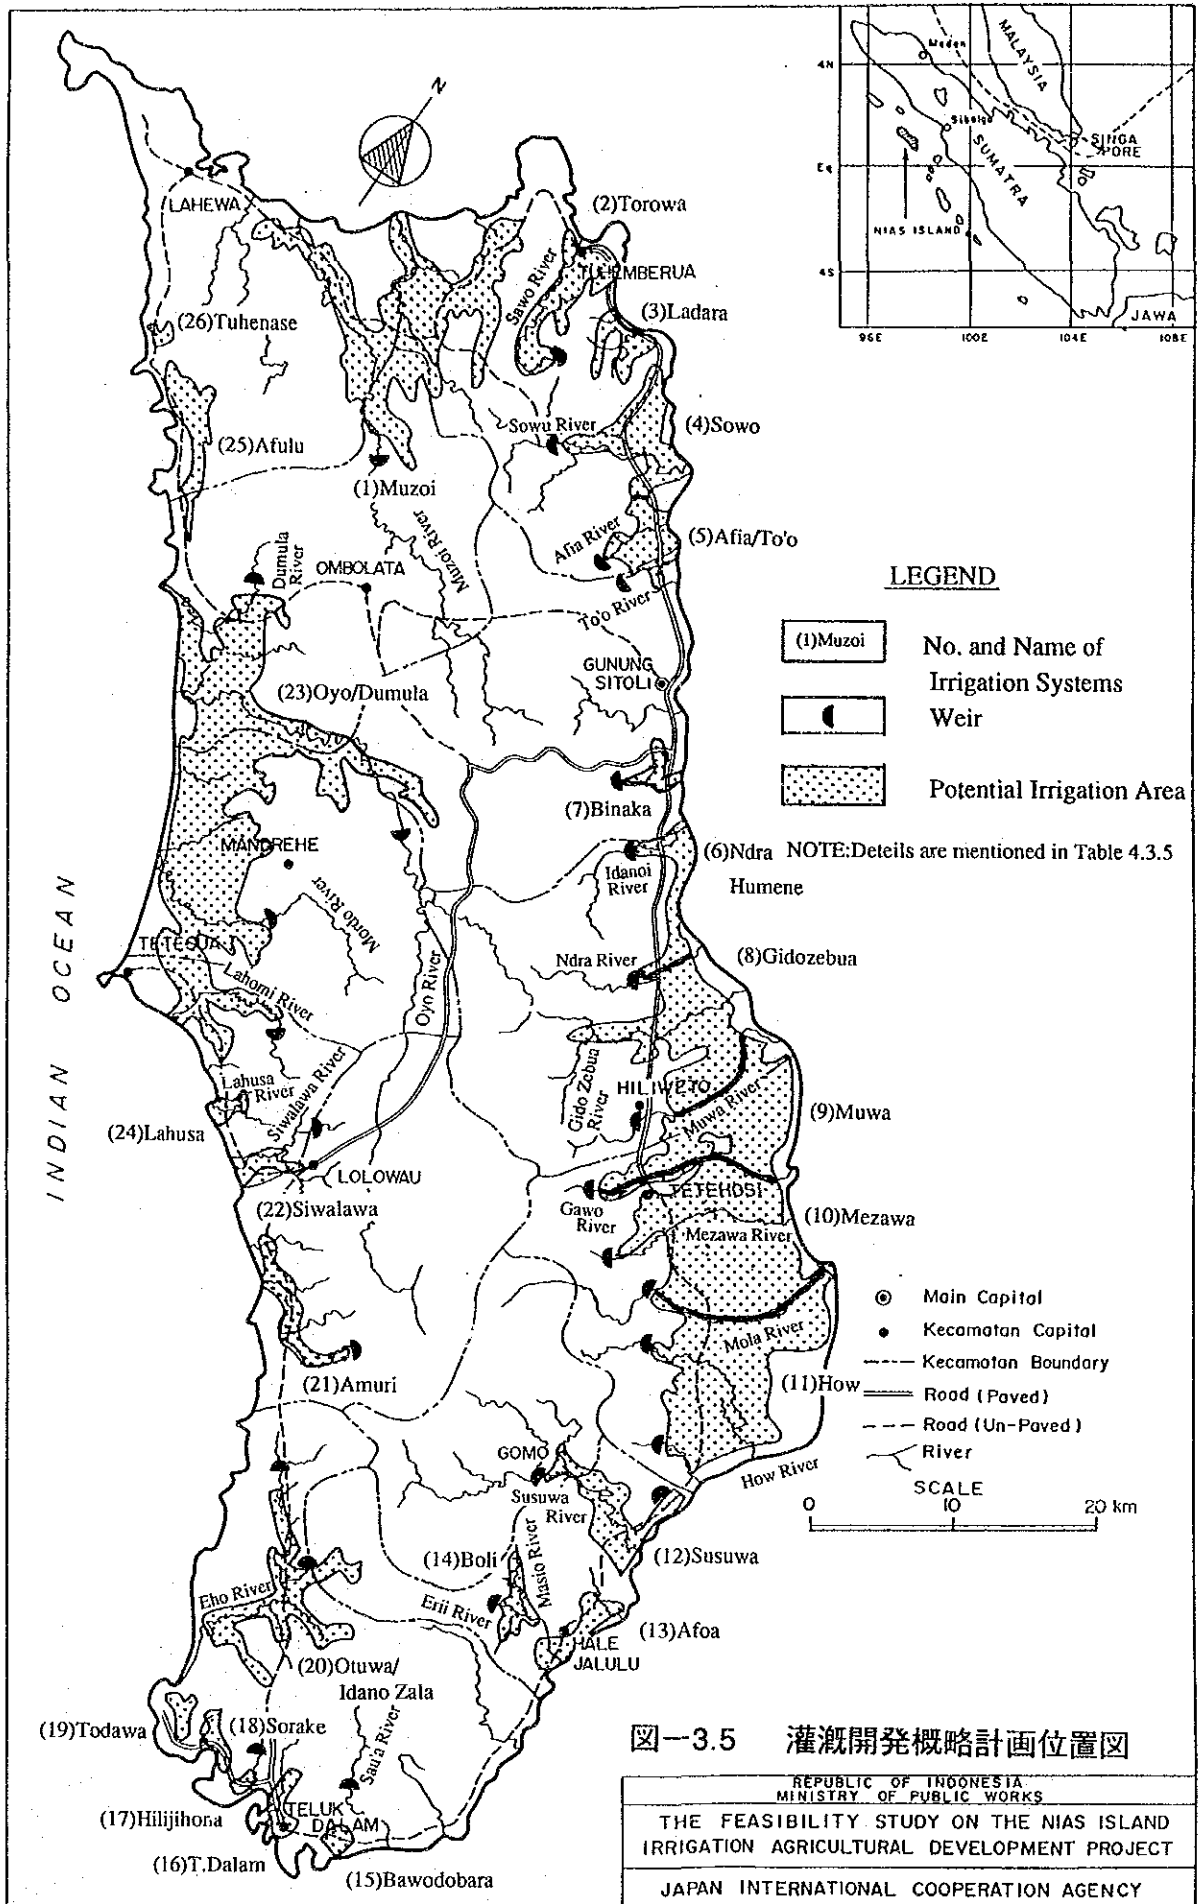 N
MALAYSIA
Medan
4N
Sibolga
SINGA
PORE
SUMATRA
NIAS ISLAND
4S
JAWA
96E
100E
104E
108E
LAHEWA
(2)Torowa
Sawo River
(3)Ladara
(26)Tuhenase
(4)Sowo
Sowu River
(25)Afulu
(1)Muzoi
Muzoi River
Afia River
(5)Afia/To'o
Dumula
River
OMBOLATA
To'o River
GUNUNG
SITOLI
(23)Oyo/Dumula
(7)Binaka
LEGEND
(1)Muzoi
No. and Name of
Irrigation Systems
Weir
Potential Irrigation Area
MANDREHE
Idanoi
River
(6)Ndra
Humene
NOTE:Deteils are mentioned in Table 4.3.5
Mordo River
INDIAN OCEAN
Lahomi River
Oyo River
Ndra River
(8)Gidozebua
Lahusa
River
Siwalawa River
Gido Zebua
River
HILIWETO
Muwa River
(9)Muwa
(24)Lahusa
LOLOWAU
(22)Siwalawa
Gawo
River
TETEHOSI
(10)Mezawa
Mezawa River
Mola River
(11)How
Main Capital
Kecamatan Capital
Kecamatan Boundary
Road (Paved)
Road (Un-Paved)
River
SCALE
0 10 20 km
(21)Amuri
GOMO
Susuwa
River
How River
(12)Susuwa
(14)Boli
Masio River
Eho River
Erii River
(13)Afoa
HALE
JALULU
(20)Otuwa/
Idano Zala
(19)Todawa
(18)Sorake
Saua River
(17)Hilijihona
TELUK
DALAM
(16)T.Dalam
(15)Bawodobara
図－3.5 灌漑開発概略計画位置図
REPUBLIC OF INDONESIA
MINISTRY OF PUBLIC WORKS
THE FEASIBILITY STUDY ON THE NIAS ISLAND
IRRIGATION AGRICULTURAL DEVELOPMENT PROJECT
JAPAN INTERNATIONAL COOPERATION AGENCY